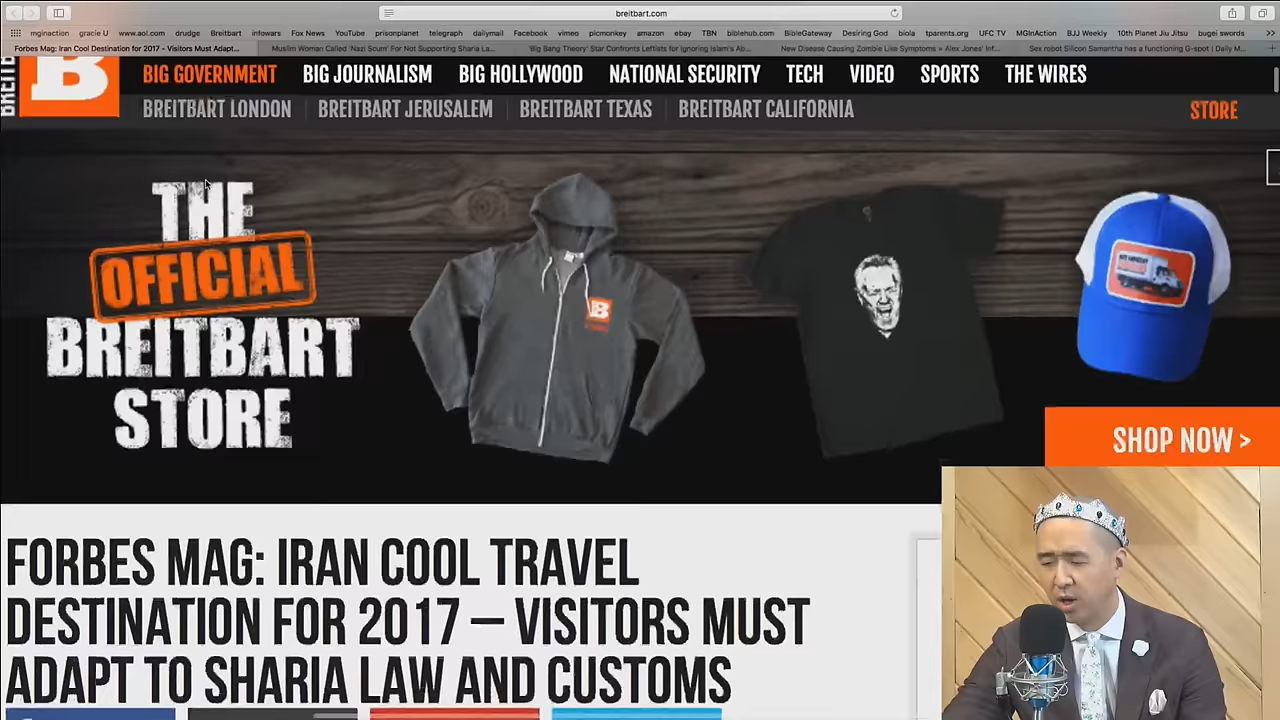 breitbart.com
mginaction gracie U www.aol.com drudge Breitbart infowars Fox News YouTube prisonplanet telegraph dailymail Facebook vimeo picmonkey amazon ebay TBN biblehub.com BibleGateway Desiring God biola tparents.org UFC TV MGInAction BJJ Weekly 10th Planet Jiu Jitsu bugei swords
Forbes Mag: Iran Cool Destination for 2017 - Visitors Must Adapt... Muslim Woman Called 'Nazi Scum' For Not Supporting Sharia La... 'Big Bang Theory' Star Confronts Leftists for Ignoring Islam's Ab... New Disease Causing Zombie Like Symptoms « Alex Jones' Inf... Sex robot Silicon Samantha has a functioning G-spot | Daily M...
B
BIG GOVERNMENT BIG JOURNALISM BIG HOLLYWOOD NATIONAL SECURITY TECH VIDEO SPORTS THE WIRES
BREITBART LONDON BREITBART JERUSALEM BREITBART TEXAS BREITBART CALIFORNIA
STORE
THE
OFFICIAL
BREITBART
STORE
B
SHOP NOW >
FORBES MAG: IRAN COOL TRAVEL
DESTINATION FOR 2017 – VISITORS MUST
ADAPT TO SHARIA LAW AND CUSTOMS